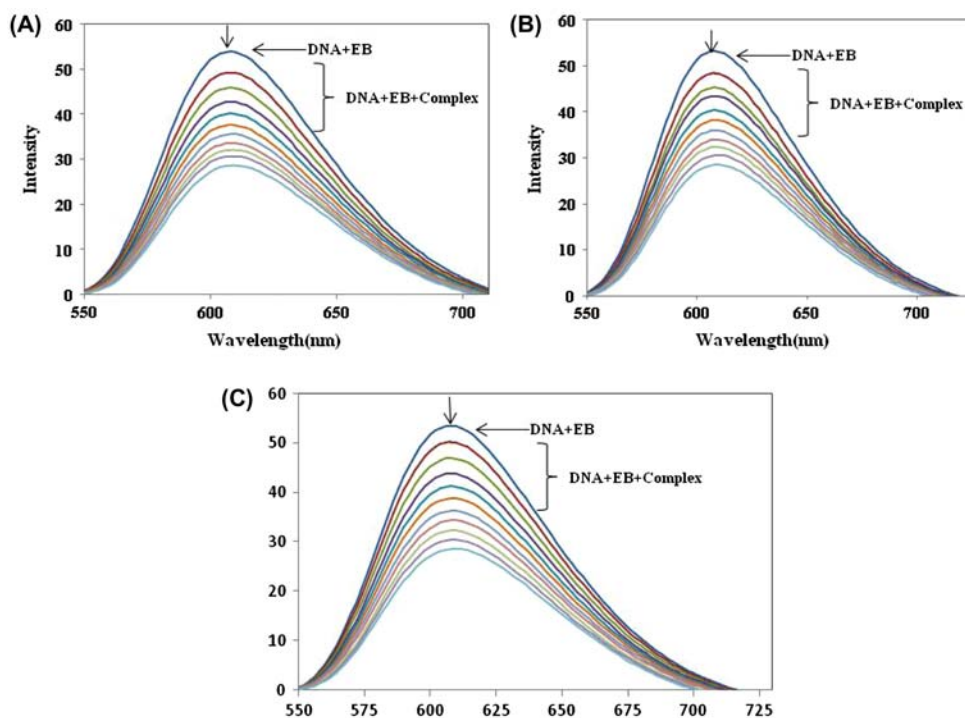 (A)
60
50
40
30
20
10
0
Intensity
DNA+EB
DNA+EB+Complex
550 600 650 700
Wavelength(nm)
(B)
60
50
40
30
20
10
0
Intensity
DNA+EB
DNA+EB+Complex
550 600 650 700
Wavelength(nm)
(C)
60
50
40
30
20
10
0
DNA+EB
DNA+EB+Complex
550 575 600 625 650 675 700 725